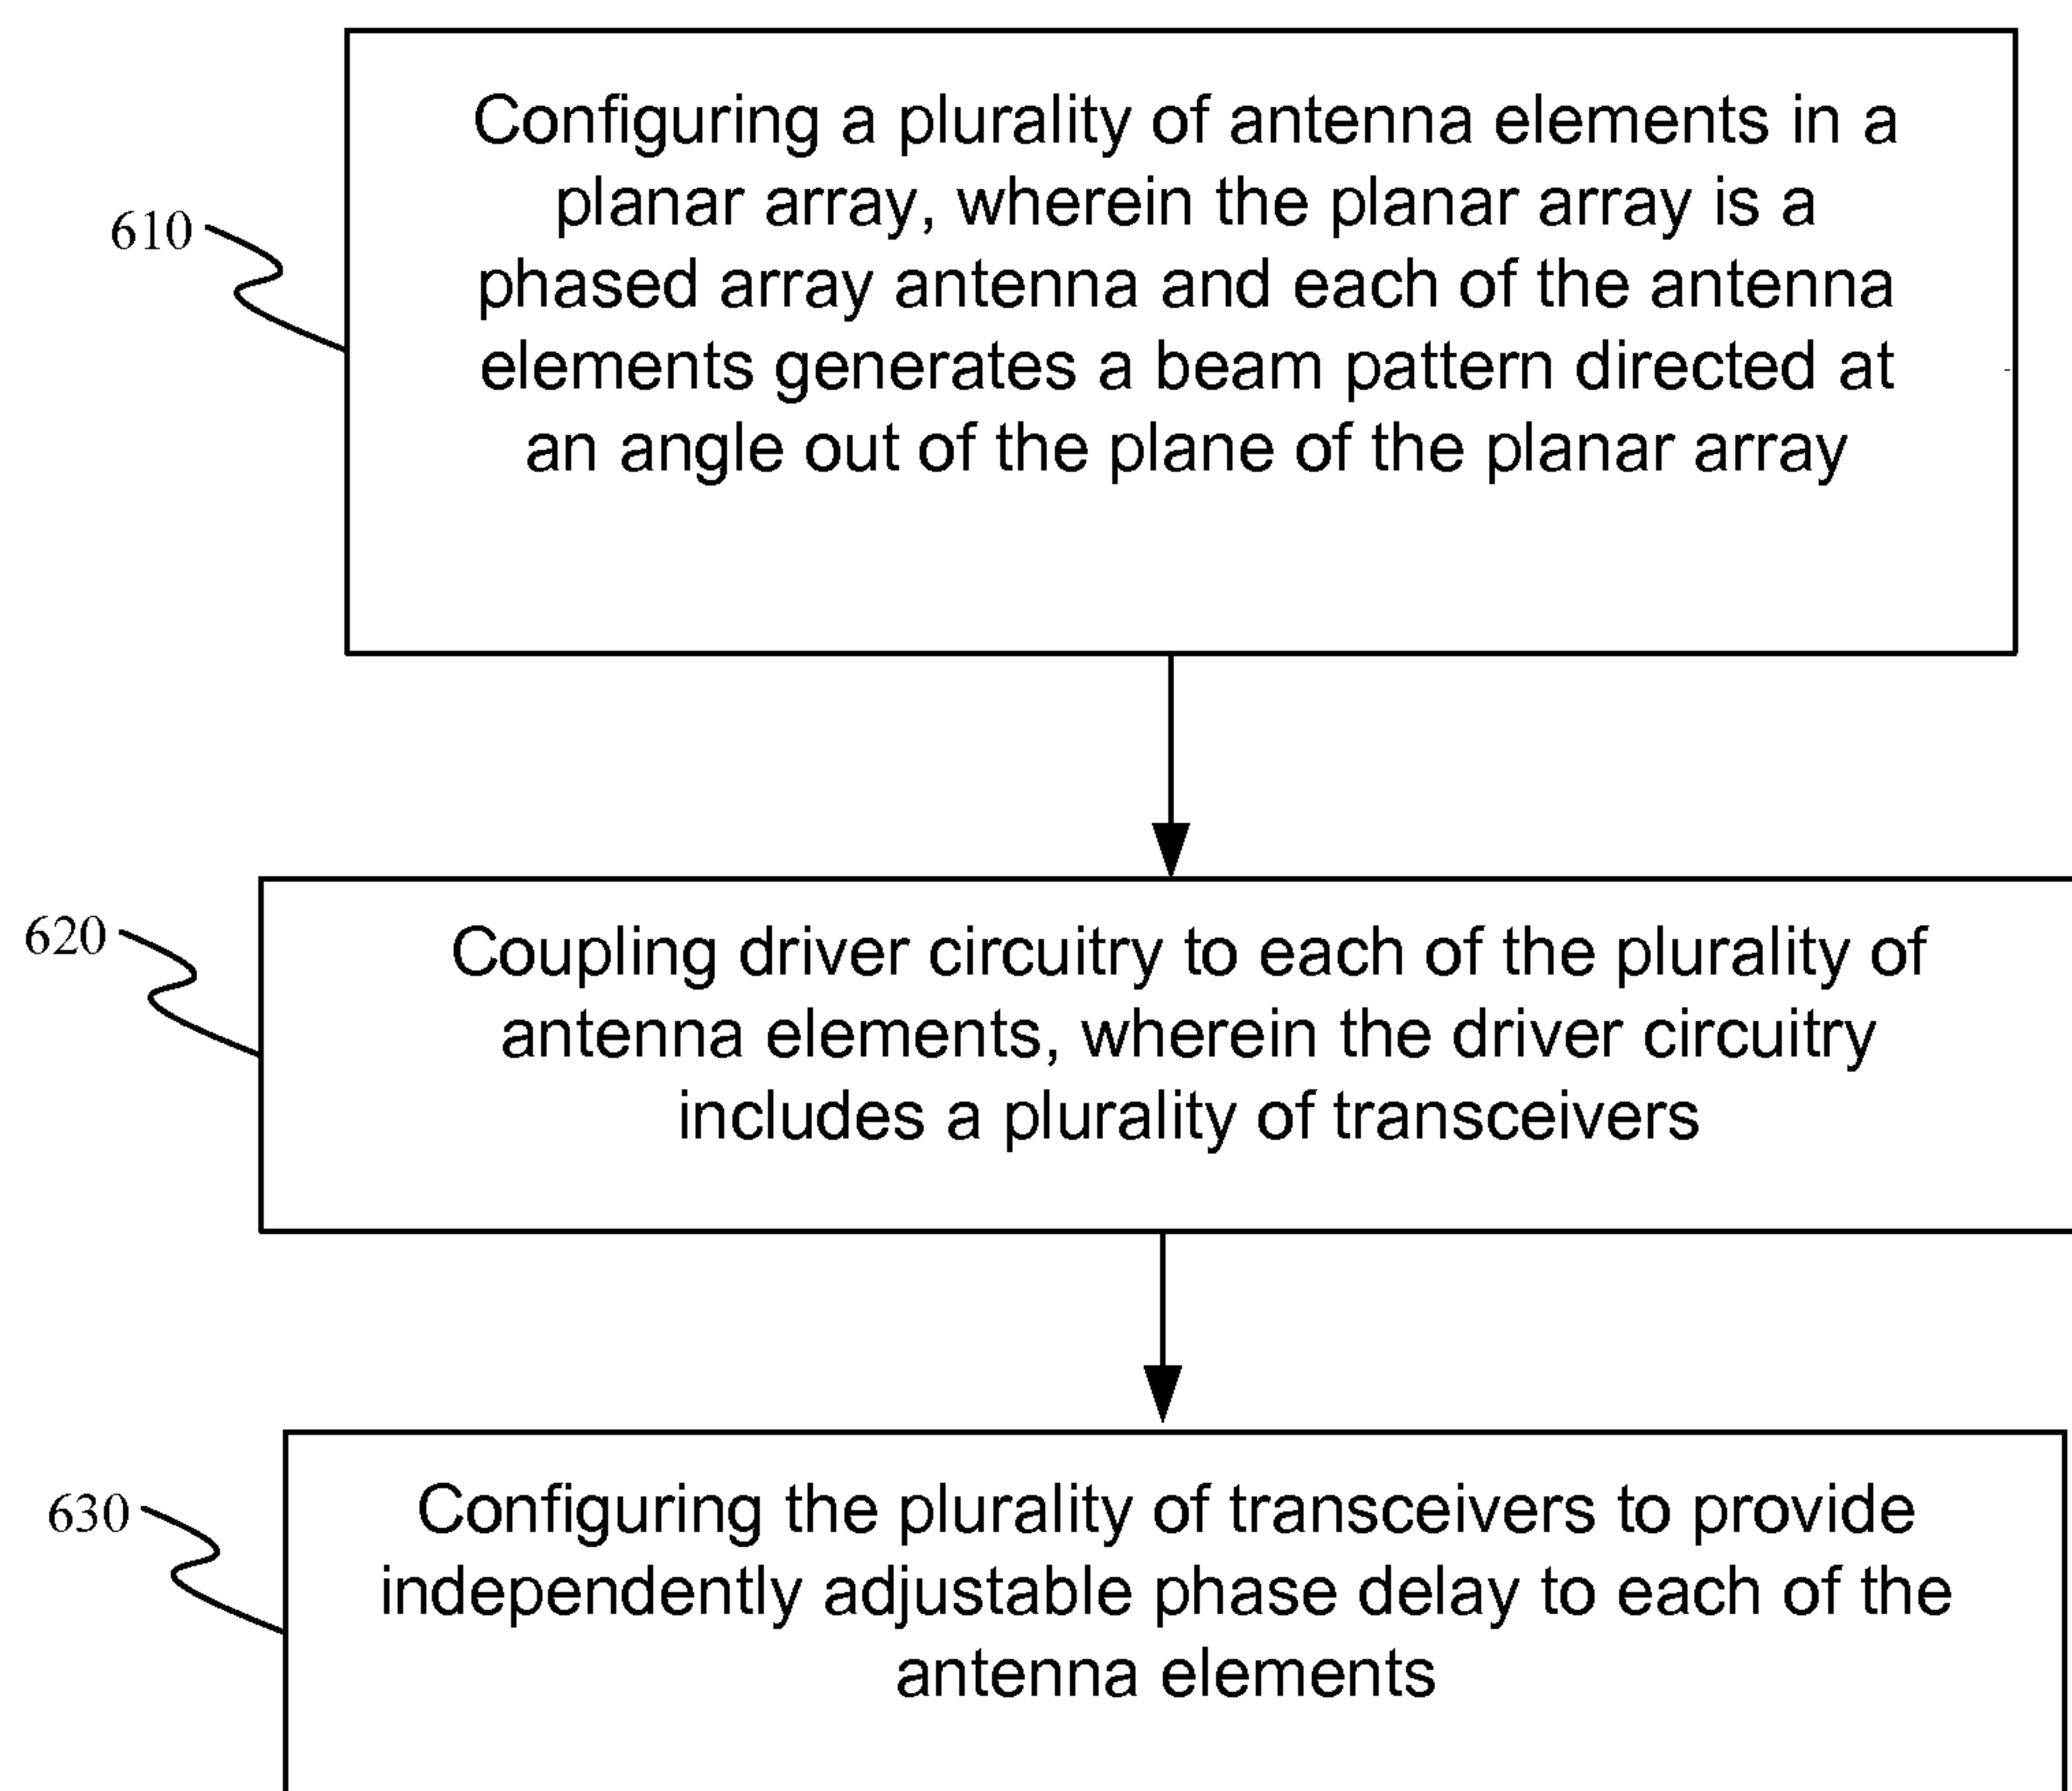 Configuring a plurality of antenna elements in a
planar array, wherein the planar array is a
phased array antenna and each of the antenna
elements generates a beam pattern directed at
an angle out of the plane of the planar array
610
Coupling driver circuitry to each of the plurality of
antenna elements, wherein the driver circuitry
includes a plurality of transceivers
620
Configuring the plurality of transceivers to provide
independently adjustable phase delay to each of the
antenna elements
630